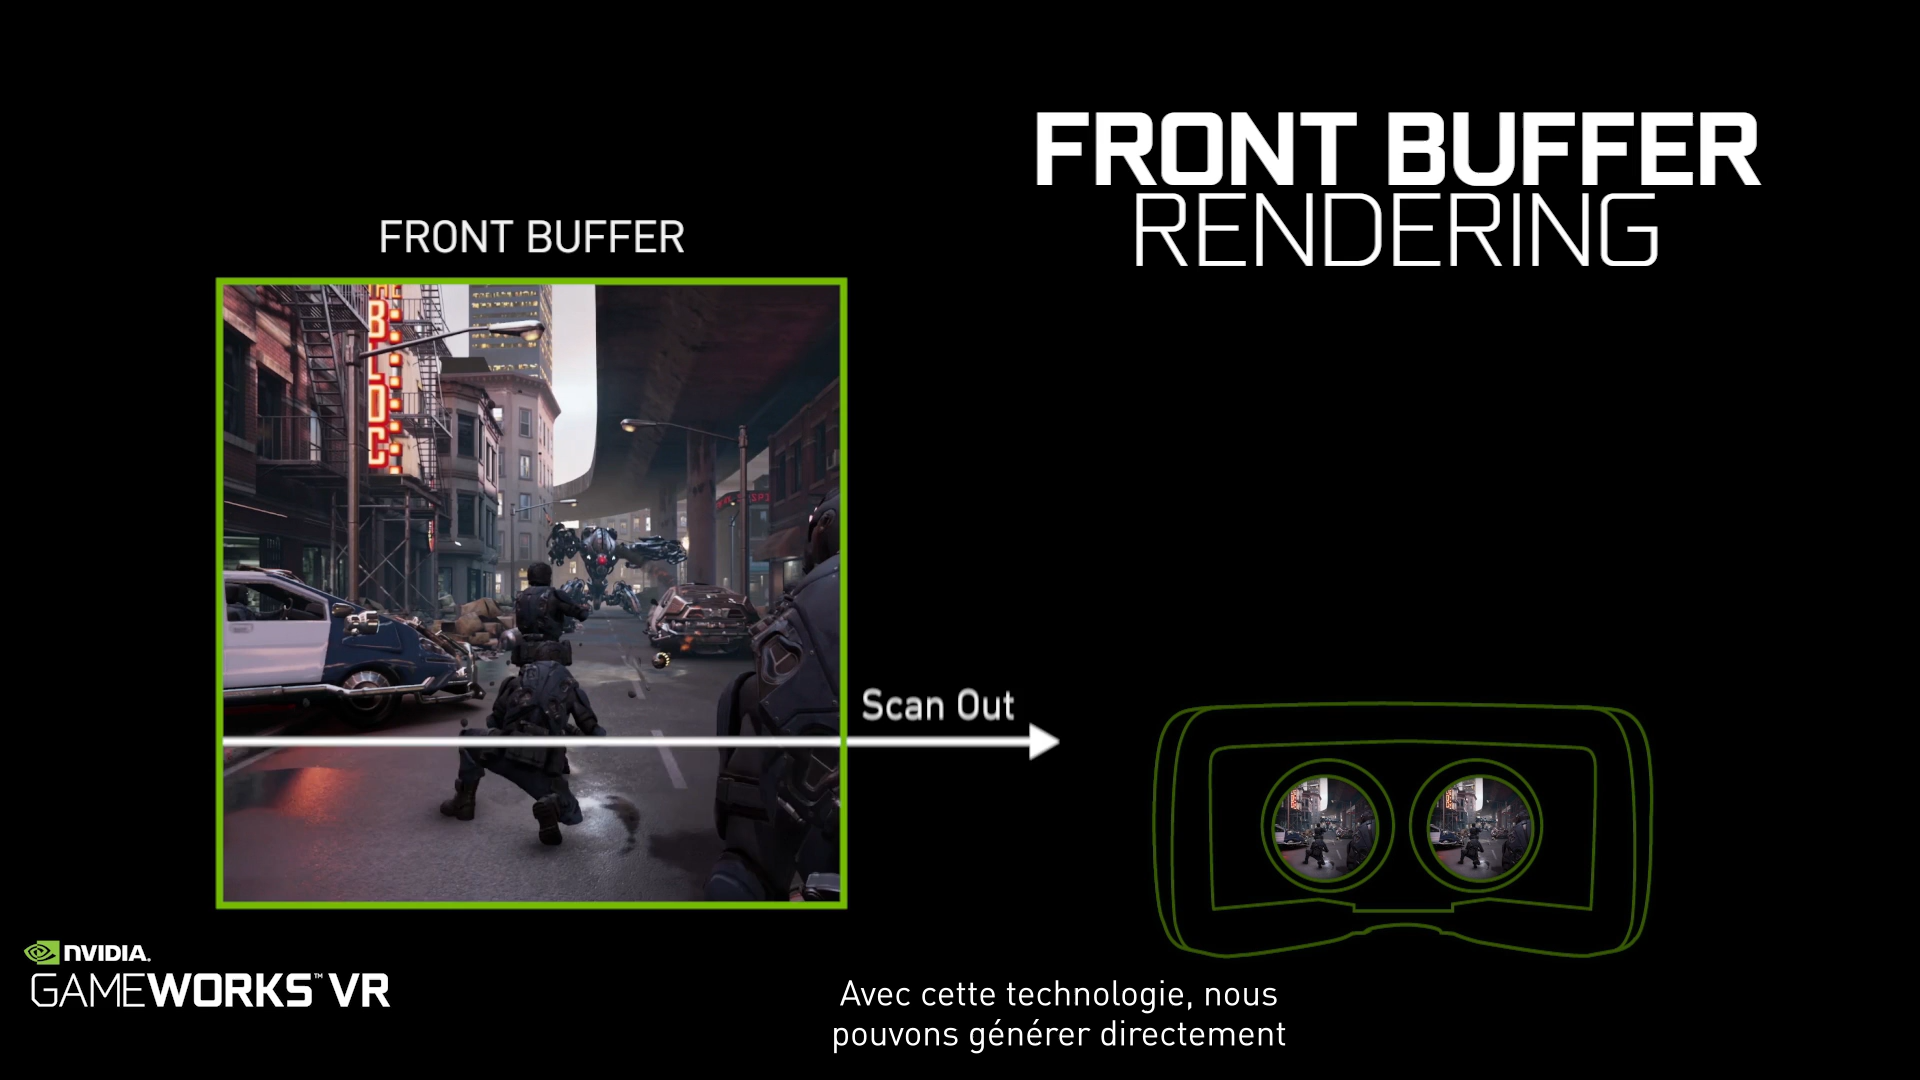 FRONT BUFFER
RENDERING
FRONT BUFFER
Scan Out
NVIDIA.
GAMEWORKS™ VR
Avec cette technologie, nous
pouvons générer directement